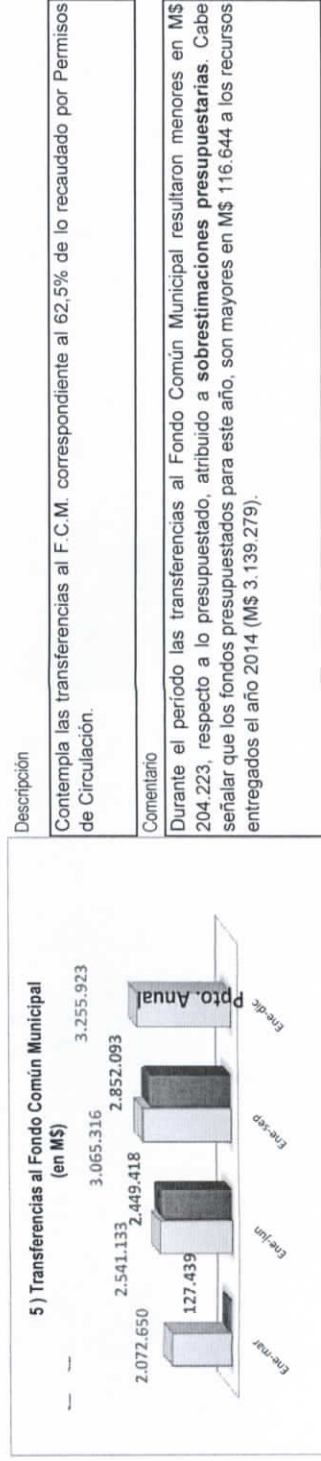 5 ) Transferencias al Fondo Común Municipal
(en M$)
3.255.923
3.065.316
2.852.093
2.541.133
2.449.418
2.072.650
127.439
Ppto. Anual
Ene-mar
Ene-jun
Ene-sep
Ene-dic
Descripción
Contempla las transferencias al F.C.M. correspondiente al 62,5% de lo recaudado por Permisos
de Circulación.
Comentario
Durante el período las transferencias al Fondo Común Municipal resultaron menores en M$
204.223, respecto a lo presupuestado, atribuido a sobrestimaciones presupuestarias. Cabe
señalar que los fondos presupuestados para este año, son mayores en M$ 116.644 a los recursos
entregados el año 2014 (M$ 3.139.279).